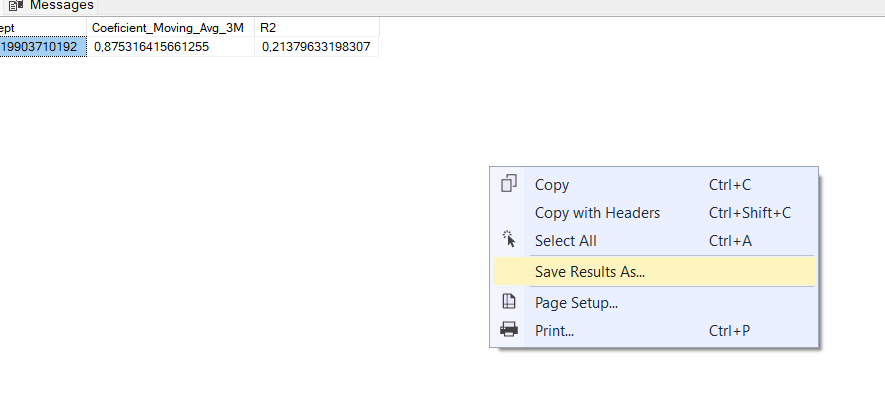 Messages
ept Coeficient_Moving_Avg_3M R2
19903710192 0,875316415661255 0,21379633198307
Copy Ctrl+C
Copy with Headers Ctrl+Shift+C
Select All Ctrl+A
Save Results As...
Page Setup...
Print... Ctrl+P